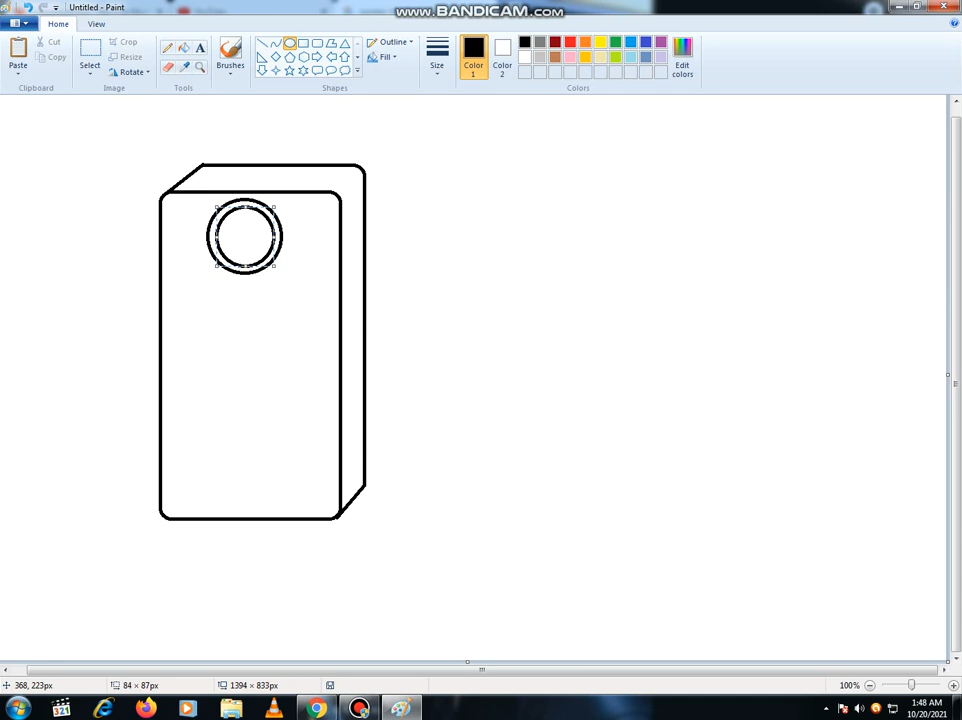 Untitled - Paint
www.BANDICAM.com
Home
View
Paste
Cut
Copy
Clipboard
Select
Crop
Resize
Rotate
Image
A
Tools
Brushes
Shapes
Outline
Fill
Size
Color 1
Color 2
Colors
Edit colors
368, 223px
84 × 87px
1394 × 833px
100%
321
1:48 AM
10/20/2021